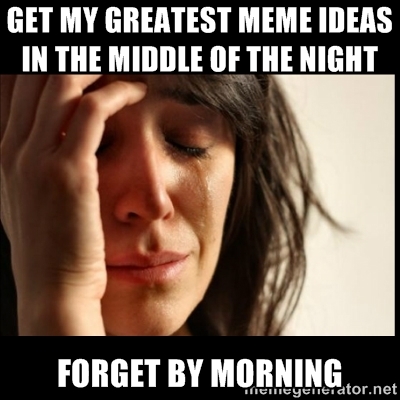 GET MY GREATEST MEME IDEAS
IN THE MIDDLE OF THE NIGHT
FORGET BY MORNING
memegenerator.net